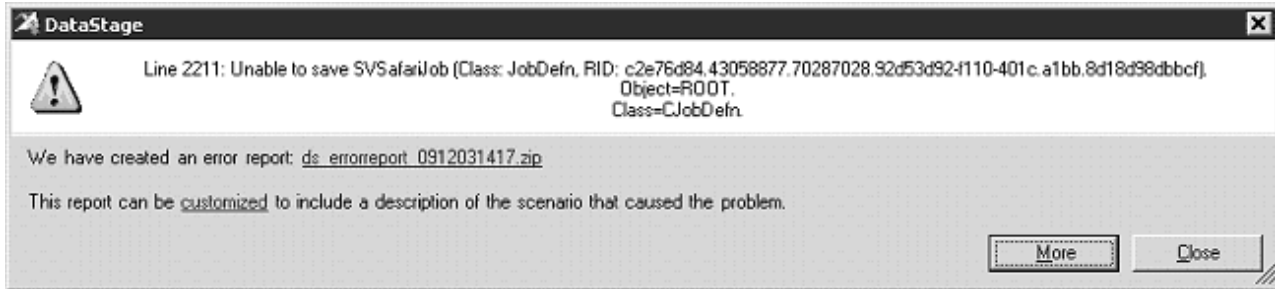 DataStage
Line 2211: Unable to save SVSafariJob (Class: JobDefn, RID: c2e76d84.43058877.70287028.92d53d92-f110-401c.a1bb.8d18d98dbbcf).
Object=ROOT.
Class=CJobDefn.
We have created an error report: ds_errorreport_0912031417.zip
This report can be customized to include a description of the scenario that caused the problem.
More Close